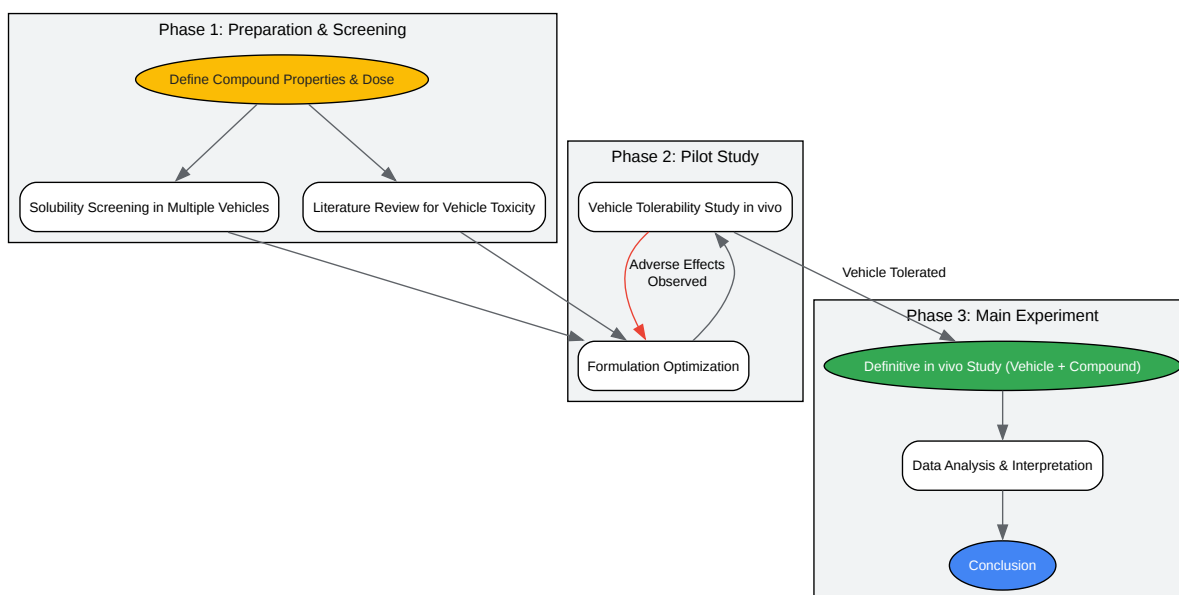 Phase 1: Preparation & Screening
Define Compound Properties & Dose
Solubility Screening in Multiple Vehicles
Literature Review for Vehicle Toxicity
Phase 2: Pilot Study
Vehicle Tolerability Study in vivo
Adverse Effects
Observed
Formulation Optimization
Vehicle Tolerated
Phase 3: Main Experiment
Definitive in vivo Study (Vehicle + Compound)
Data Analysis & Interpretation
Conclusion